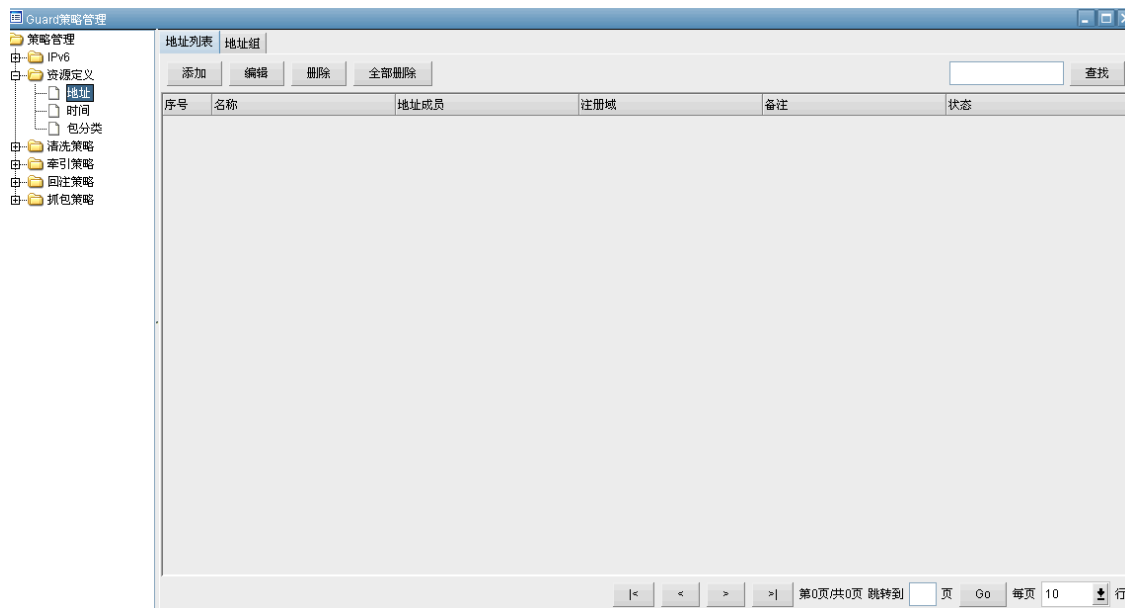 Guard策略管理
策略管理
IPv6
资源定义
地址
时间
包分类
清洗策略
牵引策略
回注策略
抓包策略
地址列表 地址组
添加 编辑 删除 全部删除 查找
序号 名称 地址成员 注册域 备注 状态
|< < > >| 第0页/共0页 跳转到 页 Go 每页 10 行